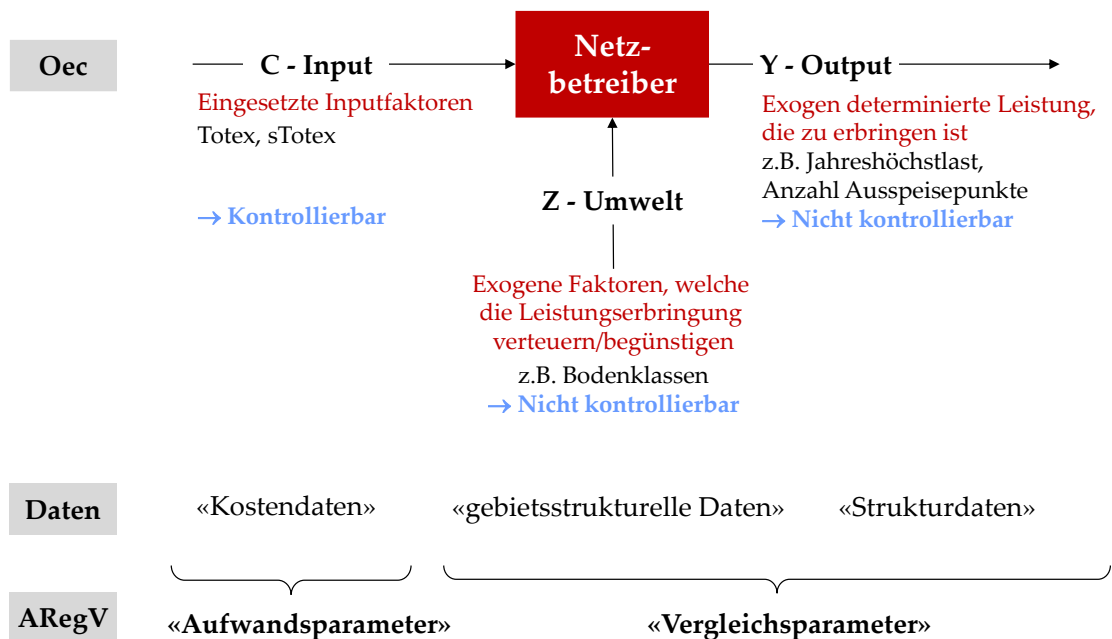 Oec
C - Input
Eingesetzte Inputfaktoren
Totex, sTotex
→ Kontrollierbar
Netz-
betreiber
Y - Output
Exogen determinierte Leistung,
die zu erbringen ist
z.B. Jahreshöchstlast,
Anzahl Ausspeisepunkte
→ Nicht kontrollierbar
Z - Umwelt
Exogene Faktoren, welche
die Leistungserbringung
verteuern/begünstigen
z.B. Bodenklassen
→ Nicht kontrollierbar
Daten
«Kostendaten»
«gebietsstrukturelle Daten»
«Strukturdaten»
ARegV
«Aufwandsparameter»
«Vergleichsparameter»